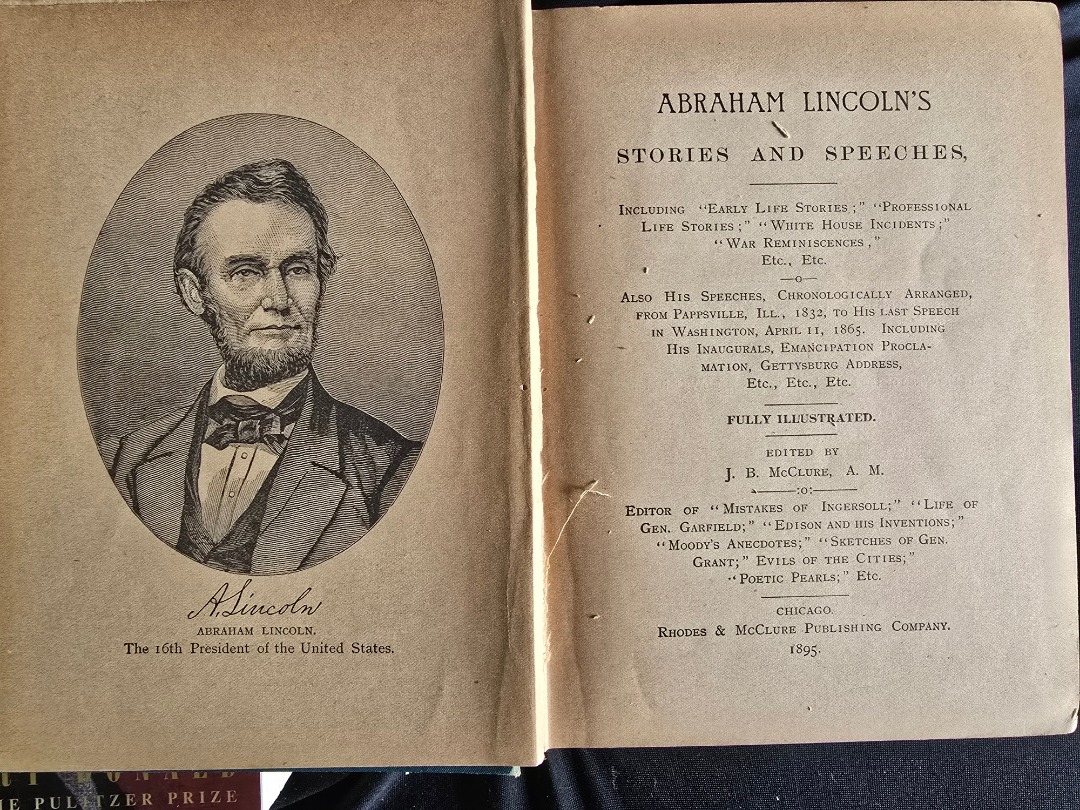 A. Lincoln
ABRAHAM LINCOLN.
The 16th President of the United States.
ABRAHAM LINCOLN'S
STORIES AND SPEECHES,
INCLUDING "EARLY LIFE STORIES;" "PROFESSIONAL
LIFE STORIES;" "WHITE HOUSE INCIDENTS;"
"WAR REMINISCENCES,"
ETC., ETC.
—o—
ALSO HIS SPEECHES, CHRONOLOGICALLY ARRANGED,
FROM PAPPSVILLE, ILL., 1832, TO HIS LAST SPEECH
IN WASHINGTON, APRIL 11, 1865. INCLUDING
HIS INAUGURALS, EMANCIPATION PROCLA-
MATION, GETTYSBURG ADDRESS,
ETC., ETC., ETC.
FULLY ILLUSTRATED.
EDITED BY
J. B. McCLURE, A. M.
—:o:—
EDITOR OF "MISTAKES OF INGERSOLL;" "LIFE OF
GEN. GARFIELD;" "EDISON AND HIS INVENTIONS;"
"MOODY'S ANECDOTES;" "SKETCHES OF GEN.
GRANT;" EVILS OF THE CITIES;"
"POETIC PEARLS;" ETC.
CHICAGO.
RHODES & McCLURE PUBLISHING COMPANY.
1895.
PULITZER PRIZE